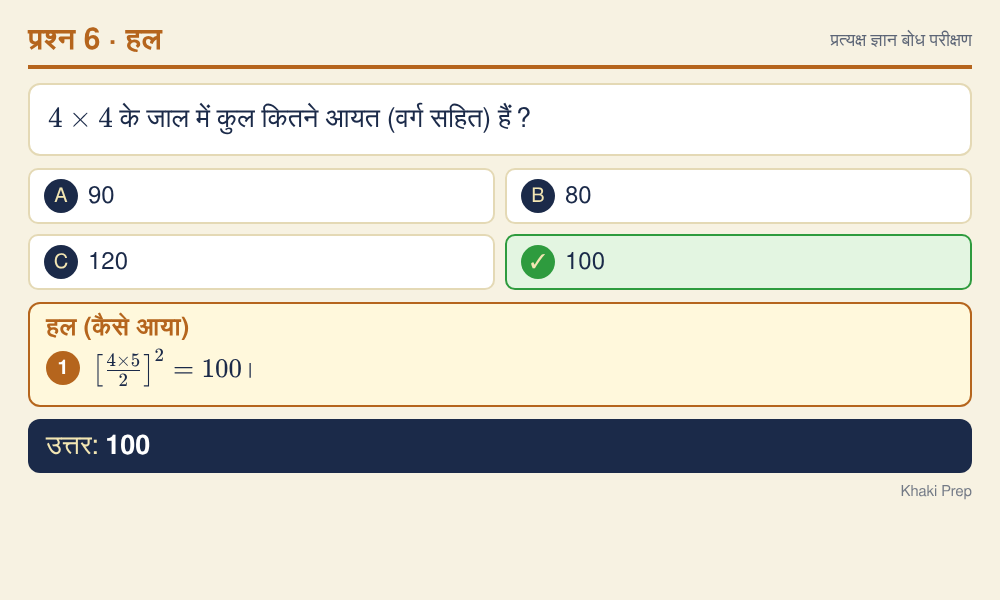 प्रश्न 6 · हल
प्रत्यक्ष ज्ञान बोध परीक्षण
4 × 4 के जाल में कुल कितने आयत (वर्ग सहित) हैं ?
A 90
B 80
C 120
✓ 100
हल (कैसे आया)
1 [4×5/2]² = 100।
उत्तर: 100
Khaki Prep